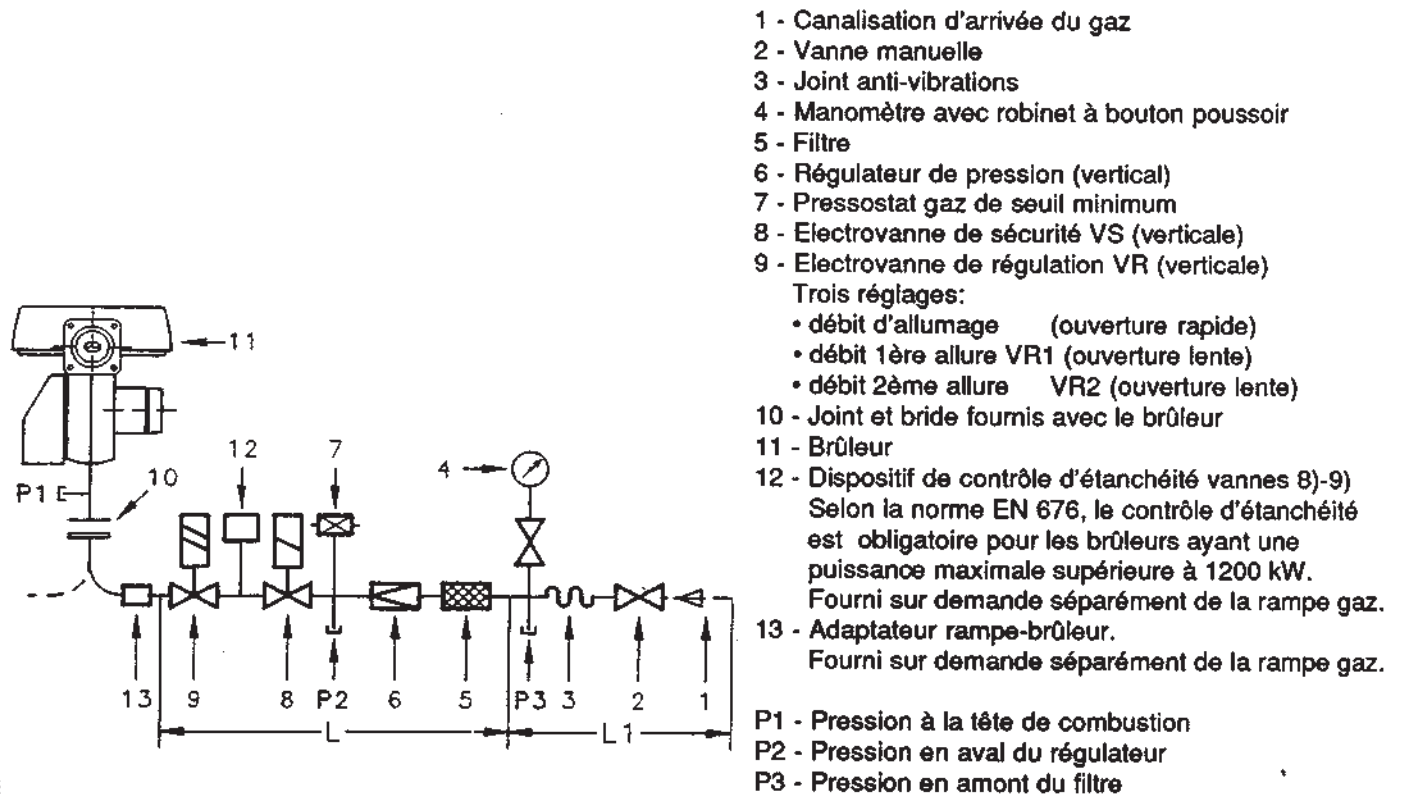 1 - Canalisation d'arrivée du gaz
2 - Vanne manuelle
3 - Joint anti-vibrations
4 - Manomètre avec robinet à bouton poussoir
5 - Filtre
6 - Régulateur de pression (vertical)
7 - Pressostat gaz de seuil minimum
8 - Electrovanne de sécurité VS (verticale)
9 - Electrovanne de régulation VR (verticale)
Trois réglages:
• débit d'allumage (ouverture rapide)
• débit 1ère allure VR1 (ouverture lente)
• débit 2ème allure VR2 (ouverture lente)
10 - Joint et bride fournis avec le brûleur
11 - Brûleur
12 - Dispositif de contrôle d'étanchéité vannes 8)-9)
Selon la norme EN 676, le contrôle d'étanchéité
est obligatoire pour les brûleurs ayant une
puissance maximale supérieure à 1200 kW.
Fourni sur demande séparément de la rampe gaz.
13 - Adaptateur rampe-brûleur.
Fourni sur demande séparément de la rampe gaz.
P1 - Pression à la tête de combustion
P2 - Pression en aval du régulateur
P3 - Pression en amont du filtre
11
12 7
4
P1 10
13 9 8 P2 6 5 P3 3 2 1
L L1